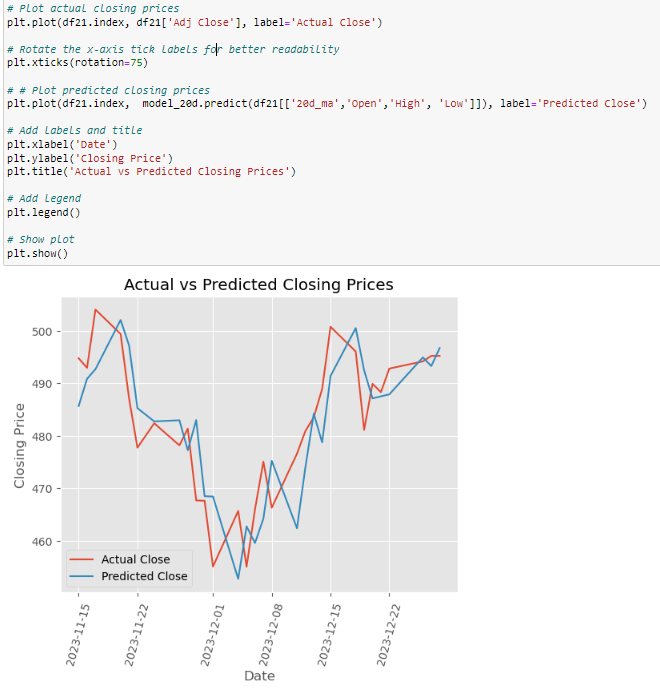 # Plot actual closing prices
plt.plot(df21.index, df21['Adj Close'], label='Actual Close')
# Rotate the x-axis tick labels for better readability
plt.xticks(rotation=75)
# # Plot predicted closing prices
plt.plot(df21.index,  model_20d.predict(df21[['20d_ma','Open','High', 'Low']]), label='Predicted Close')
# Add labels and title
plt.xlabel('Date')
plt.ylabel('Closing Price')
plt.title('Actual vs Predicted Closing Prices')
# Add legend
plt.legend()
# Show plot
plt.show()
Actual vs Predicted Closing Prices
500
490
480
470
460
Closing Price
Actual Close
Predicted Close
2023-11-15
2023-11-22
2023-12-01
2023-12-08
2023-12-15
2023-12-22
Date